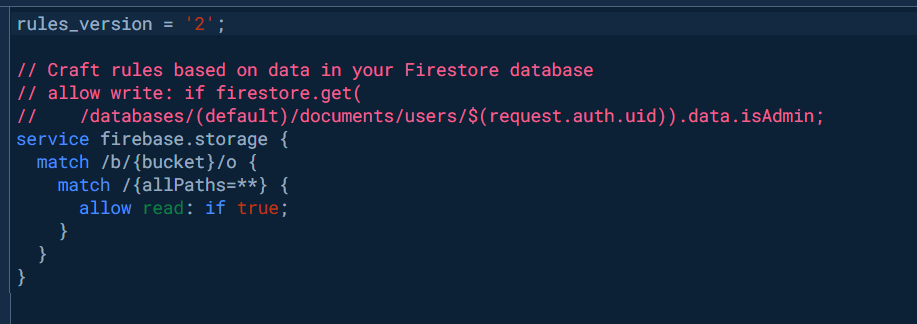 rules_version = '2';
// Craft rules based on data in your Firestore database
// allow write: if firestore.get(
//    /databases/(default)/documents/users/$(request.auth.uid)).data.isAdmin;
service firebase.storage {
  match /b/{bucket}/o {
    match /{allPaths=**} {
      allow read: if true;
    }
  }
}